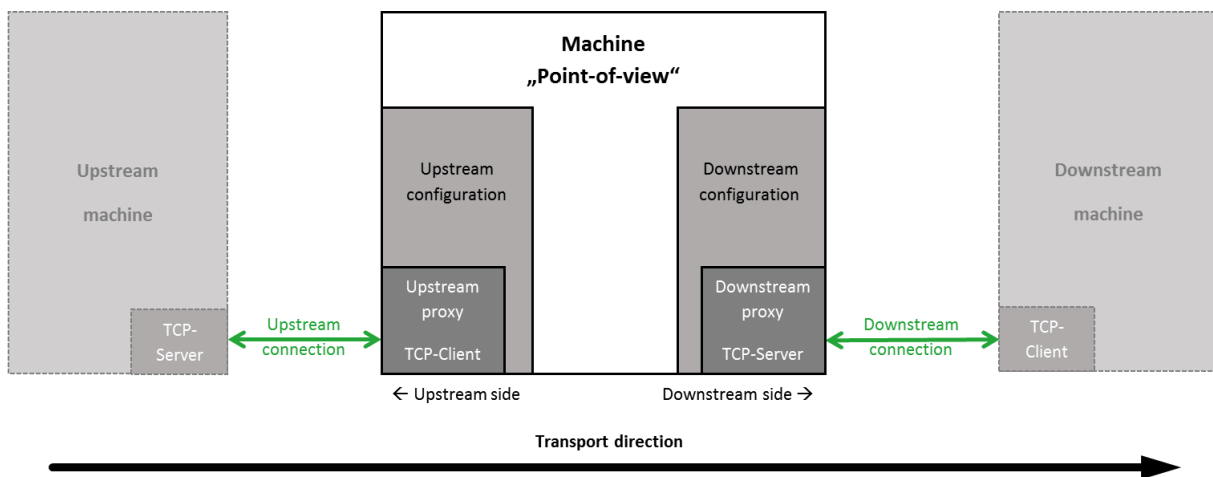 Machine
„Point-of-view“
Upstream
machine
Upstream
configuration
Downstream
configuration
Downstream
machine
Upstream
proxy
TCP-Client
Downstream
proxy
TCP-Server
TCP-
Server
Upstream
connection
Downstream
connection
TCP-
Client
← Upstream side
Downstream side →
Transport direction